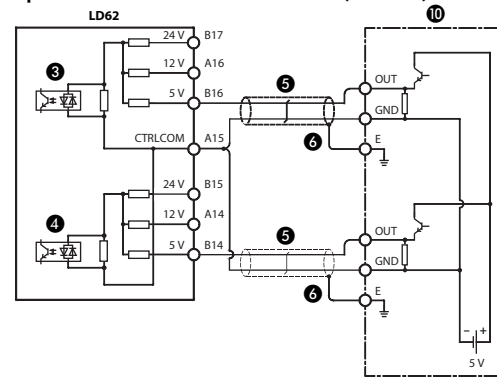 LD62
❿
24 V B17
❸
12 V A16
❺
5 V B16
OUT
GND
CTRLCOM A15
❻
E
24 V B15
12 V A14
❹
❺
5 V B14
OUT
GND
❻
E
− +
5 V